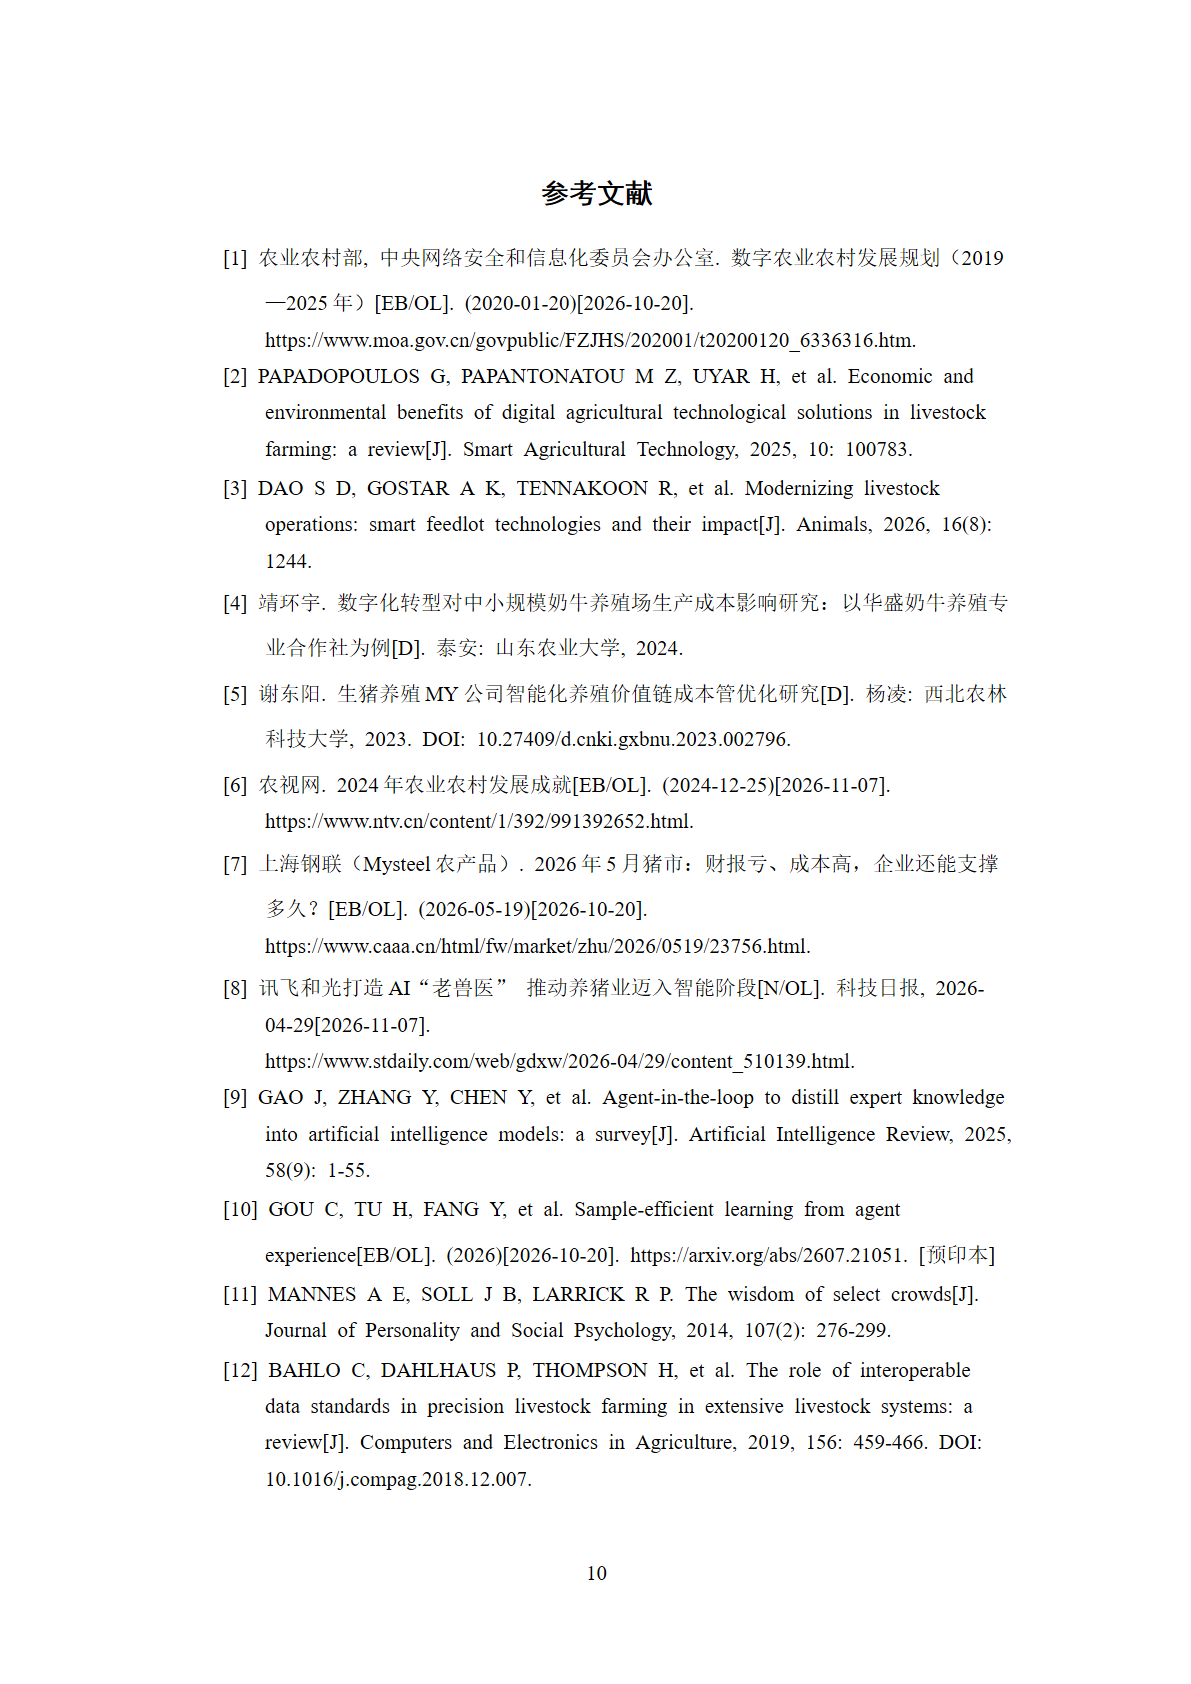 参考文献
[1] 农业农村部, 中央网络安全和信息化委员会办公室. 数字农业农村发展规划（2019
—2025 年）[EB/OL]. (2020-01-20)[2026-10-20].
https://www.moa.gov.cn/govpublic/FZJHS/202001/t20200120_6336316.htm.
[2] PAPADOPOULOS G, PAPANTONATOU M Z, UYAR H, et al. Economic and
environmental benefits of digital agricultural technological solutions in livestock
farming: a review[J]. Smart Agricultural Technology, 2025, 10: 100783.
[3] DAO S D, GOSTAR A K, TENNAKOON R, et al. Modernizing livestock
operations: smart feedlot technologies and their impact[J]. Animals, 2026, 16(8):
1244.
[4] 靖环宇. 数字化转型对中小规模奶牛养殖场生产成本影响研究：以华盛奶牛养殖专
业合作社为例[D]. 泰安: 山东农业大学, 2024.
[5] 谢东阳. 生猪养殖 MY 公司智能化养殖价值链成本管优化研究[D]. 杨凌: 西北农林
科技大学, 2023. DOI: 10.27409/d.cnki.gxbnu.2023.002796.
[6] 农视网. 2024 年农业农村发展成就[EB/OL]. (2024-12-25)[2026-11-07].
https://www.ntv.cn/content/1/392/991392652.html.
[7] 上海钢联（Mysteel 农产品）. 2026 年 5 月猪市：财报亏、成本高，企业还能支撑
多久？[EB/OL]. (2026-05-19)[2026-10-20].
https://www.caaa.cn/html/fw/market/zhu/2026/0519/23756.html.
[8] 讯飞和光打造 AI“老兽医” 推动养猪业迈入智能阶段[N/OL]. 科技日报, 2026-
04-29[2026-11-07].
https://www.stdaily.com/web/gdxw/2026-04/29/content_510139.html.
[9] GAO J, ZHANG Y, CHEN Y, et al. Agent-in-the-loop to distill expert knowledge
into artificial intelligence models: a survey[J]. Artificial Intelligence Review, 2025,
58(9): 1-55.
[10] GOU C, TU H, FANG Y, et al. Sample-efficient learning from agent
experience[EB/OL]. (2026)[2026-10-20]. https://arxiv.org/abs/2607.21051. [预印本]
[11] MANNES A E, SOLL J B, LARRICK R P. The wisdom of select crowds[J].
Journal of Personality and Social Psychology, 2014, 107(2): 276-299.
[12] BAHLO C, DAHLHAUS P, THOMPSON H, et al. The role of interoperable
data standards in precision livestock farming in extensive livestock systems: a
review[J]. Computers and Electronics in Agriculture, 2019, 156: 459-466. DOI:
10.1016/j.compag.2018.12.007.
10